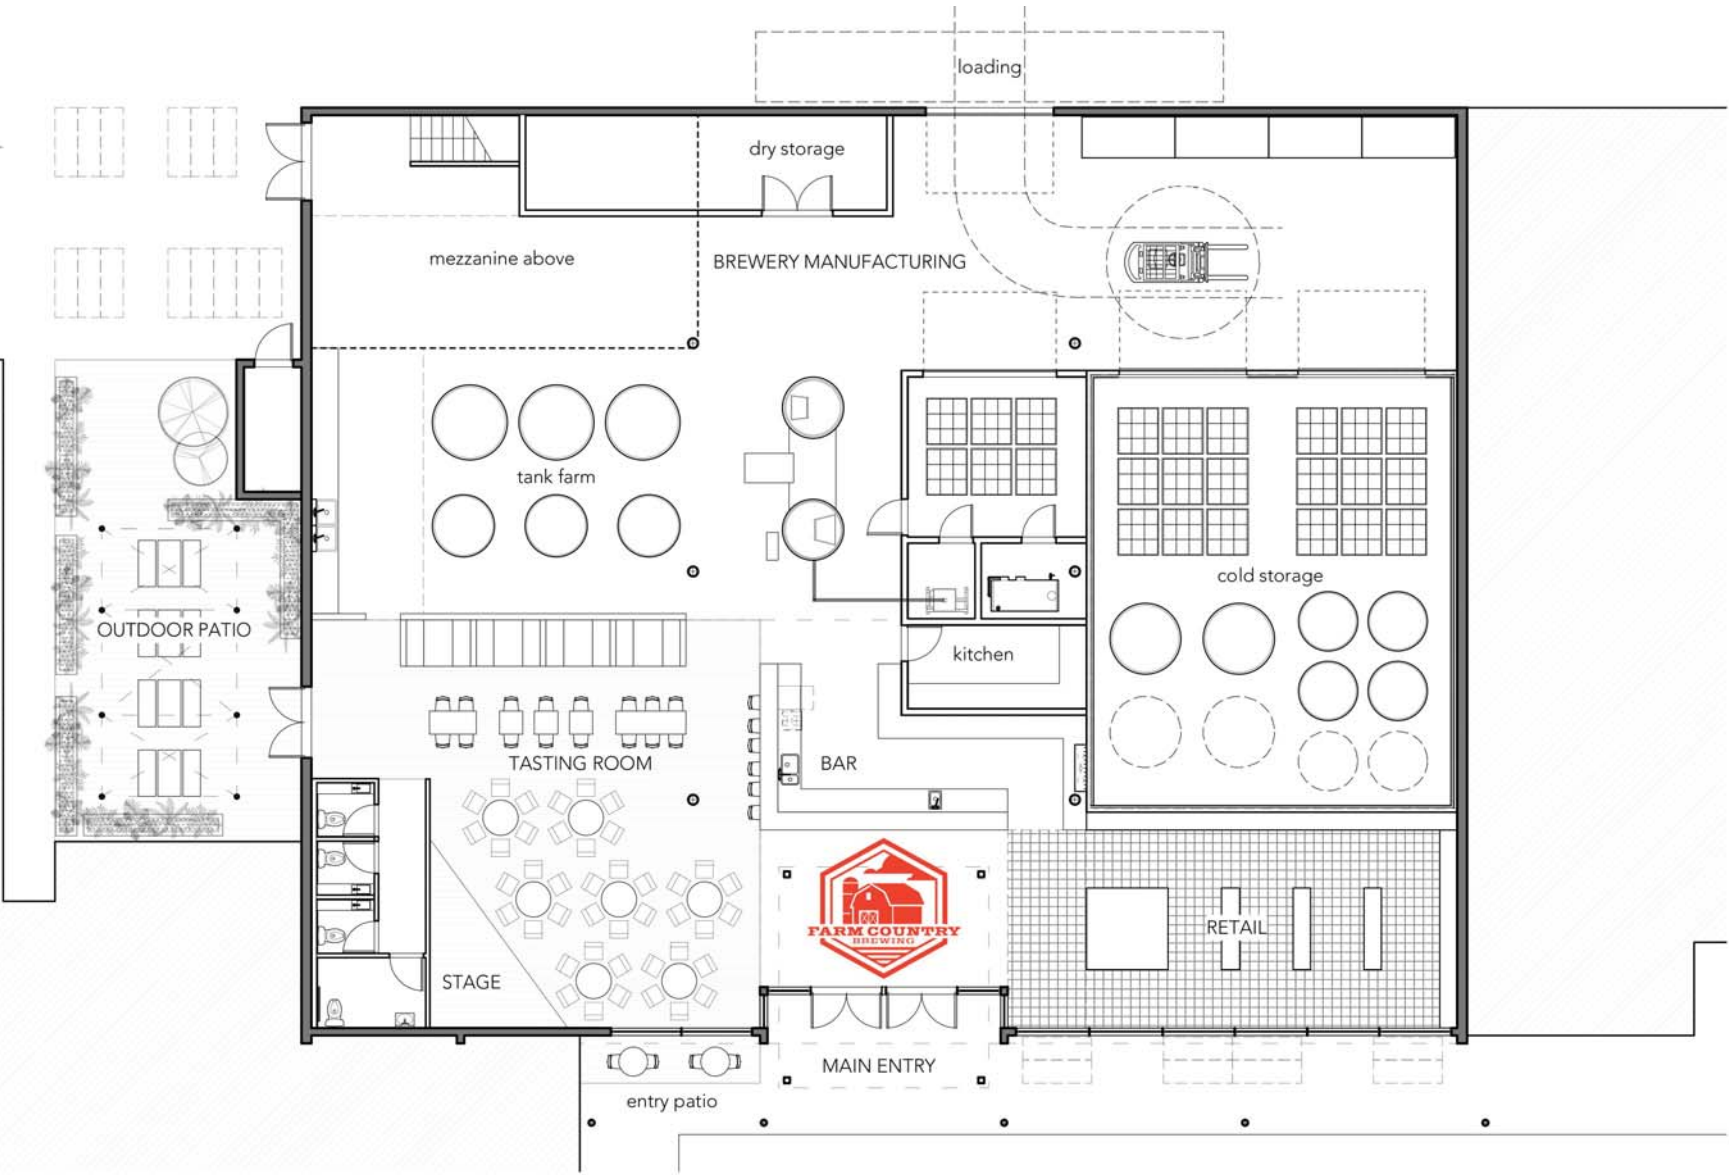 loading
dry storage
mezzanine above
BREWERY MANUFACTURING
tank farm
cold storage
OUTDOOR PATIO
kitchen
TASTING ROOM
BAR
FARM COUNTRY
BREWING
RETAIL
STAGE
MAIN ENTRY
entry patio